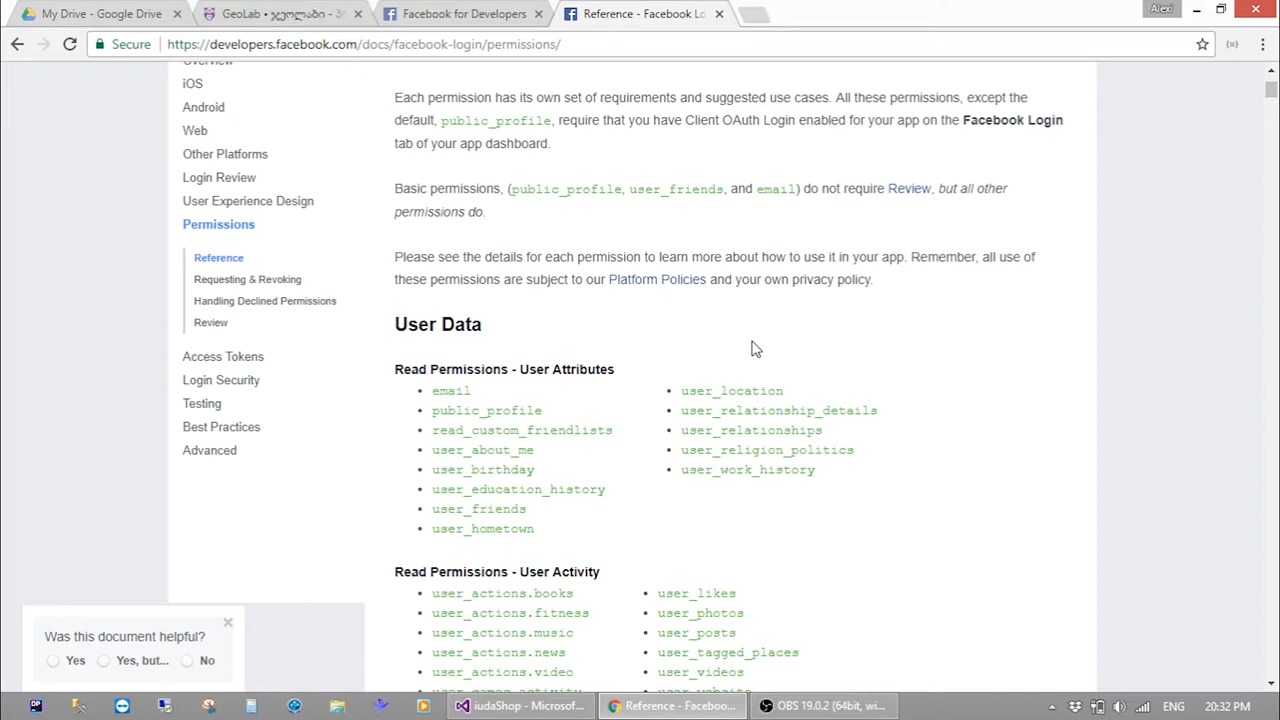 My Drive - Google Drive
GeoLab • ჯეოლაბი - პ
Facebook for Developers
Reference - Facebook Lo
Alexi
Secure
https://developers.facebook.com/docs/facebook-login/permissions/
Overview
iOS
Android
Web
Other Platforms
Login Review
User Experience Design
Permissions
Reference
Requesting & Revoking
Handling Declined Permissions
Review
Access Tokens
Login Security
Testing
Best Practices
Advanced
Each permission has its own set of requirements and suggested use cases. All these permissions, except the
default, public_profile, require that you have Client OAuth Login enabled for your app on the Facebook Login
tab of your app dashboard.
Basic permissions, (public_profile, user_friends, and email) do not require Review, but all other
permissions do.
Please see the details for each permission to learn more about how to use it in your app. Remember, all use of
these permissions are subject to our Platform Policies and your own privacy policy.
User Data
Read Permissions - User Attributes
• email
• public_profile
• read_custom_friendlists
• user_about_me
• user_birthday
• user_education_history
• user_friends
• user_hometown
• user_location
• user_relationship_details
• user_relationships
• user_religion_politics
• user_work_history
Read Permissions - User Activity
• user_actions.books
• user_actions.fitness
• user_actions.music
• user_actions.news
• user_actions.video
• user_games_activity
• user_likes
• user_photos
• user_posts
• user_tagged_places
• user_videos
• user_website
Was this document helpful?
Yes
Yes, but...
No
iudaShop - Microsof...
Reference - Faceboo...
OBS 19.0.2 (64bit, wi...
20:32 PM